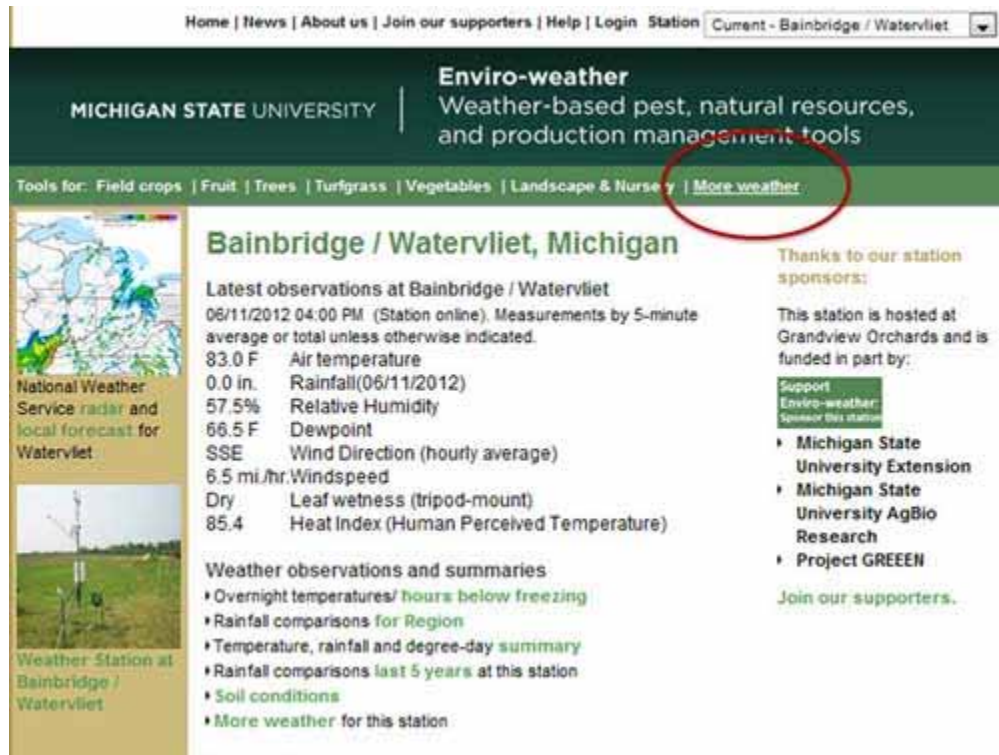 Home | News | About us | Join our supporters | Help | Login Station Current - Bainbridge / Watervliet
MICHIGAN STATE UNIVERSITY
Enviro-weather
Weather-based pest, natural resources,
and production management tools
Tools for: Field crops | Fruit | Trees | Turfgrass | Vegetables | Landscape & Nursery | More weather
National Weather
Service radar and
local forecast for
Watervliet
Weather Station at
Bainbridge /
Watervliet
Bainbridge / Watervliet, Michigan
Latest observations at Bainbridge / Watervliet
06/11/2012 04:00 PM (Station online). Measurements by 5-minute
average or total unless otherwise indicated.
83.0 F Air temperature
0.0 in. Rainfall(06/11/2012)
57.5% Relative Humidity
66.5 F Dewpoint
SSE Wind Direction (hourly average)
6.5 mi./hr. Windspeed
Dry Leaf wetness (tripod-mount)
85.4 Heat Index (Human Perceived Temperature)
Weather observations and summaries
Overnight temperatures/ hours below freezing
Rainfall comparisons for Region
Temperature, rainfall and degree-day summary
Rainfall comparisons last 5 years at this station
Soil conditions
More weather for this station
Thanks to our station
sponsors:
This station is hosted at
Grandview Orchards and is
funded in part by:
Support
Enviro-weather:
Sponsor this station
Michigan State
University Extension
Michigan State
University AgBio
Research
Project GREEEN
Join our supporters.